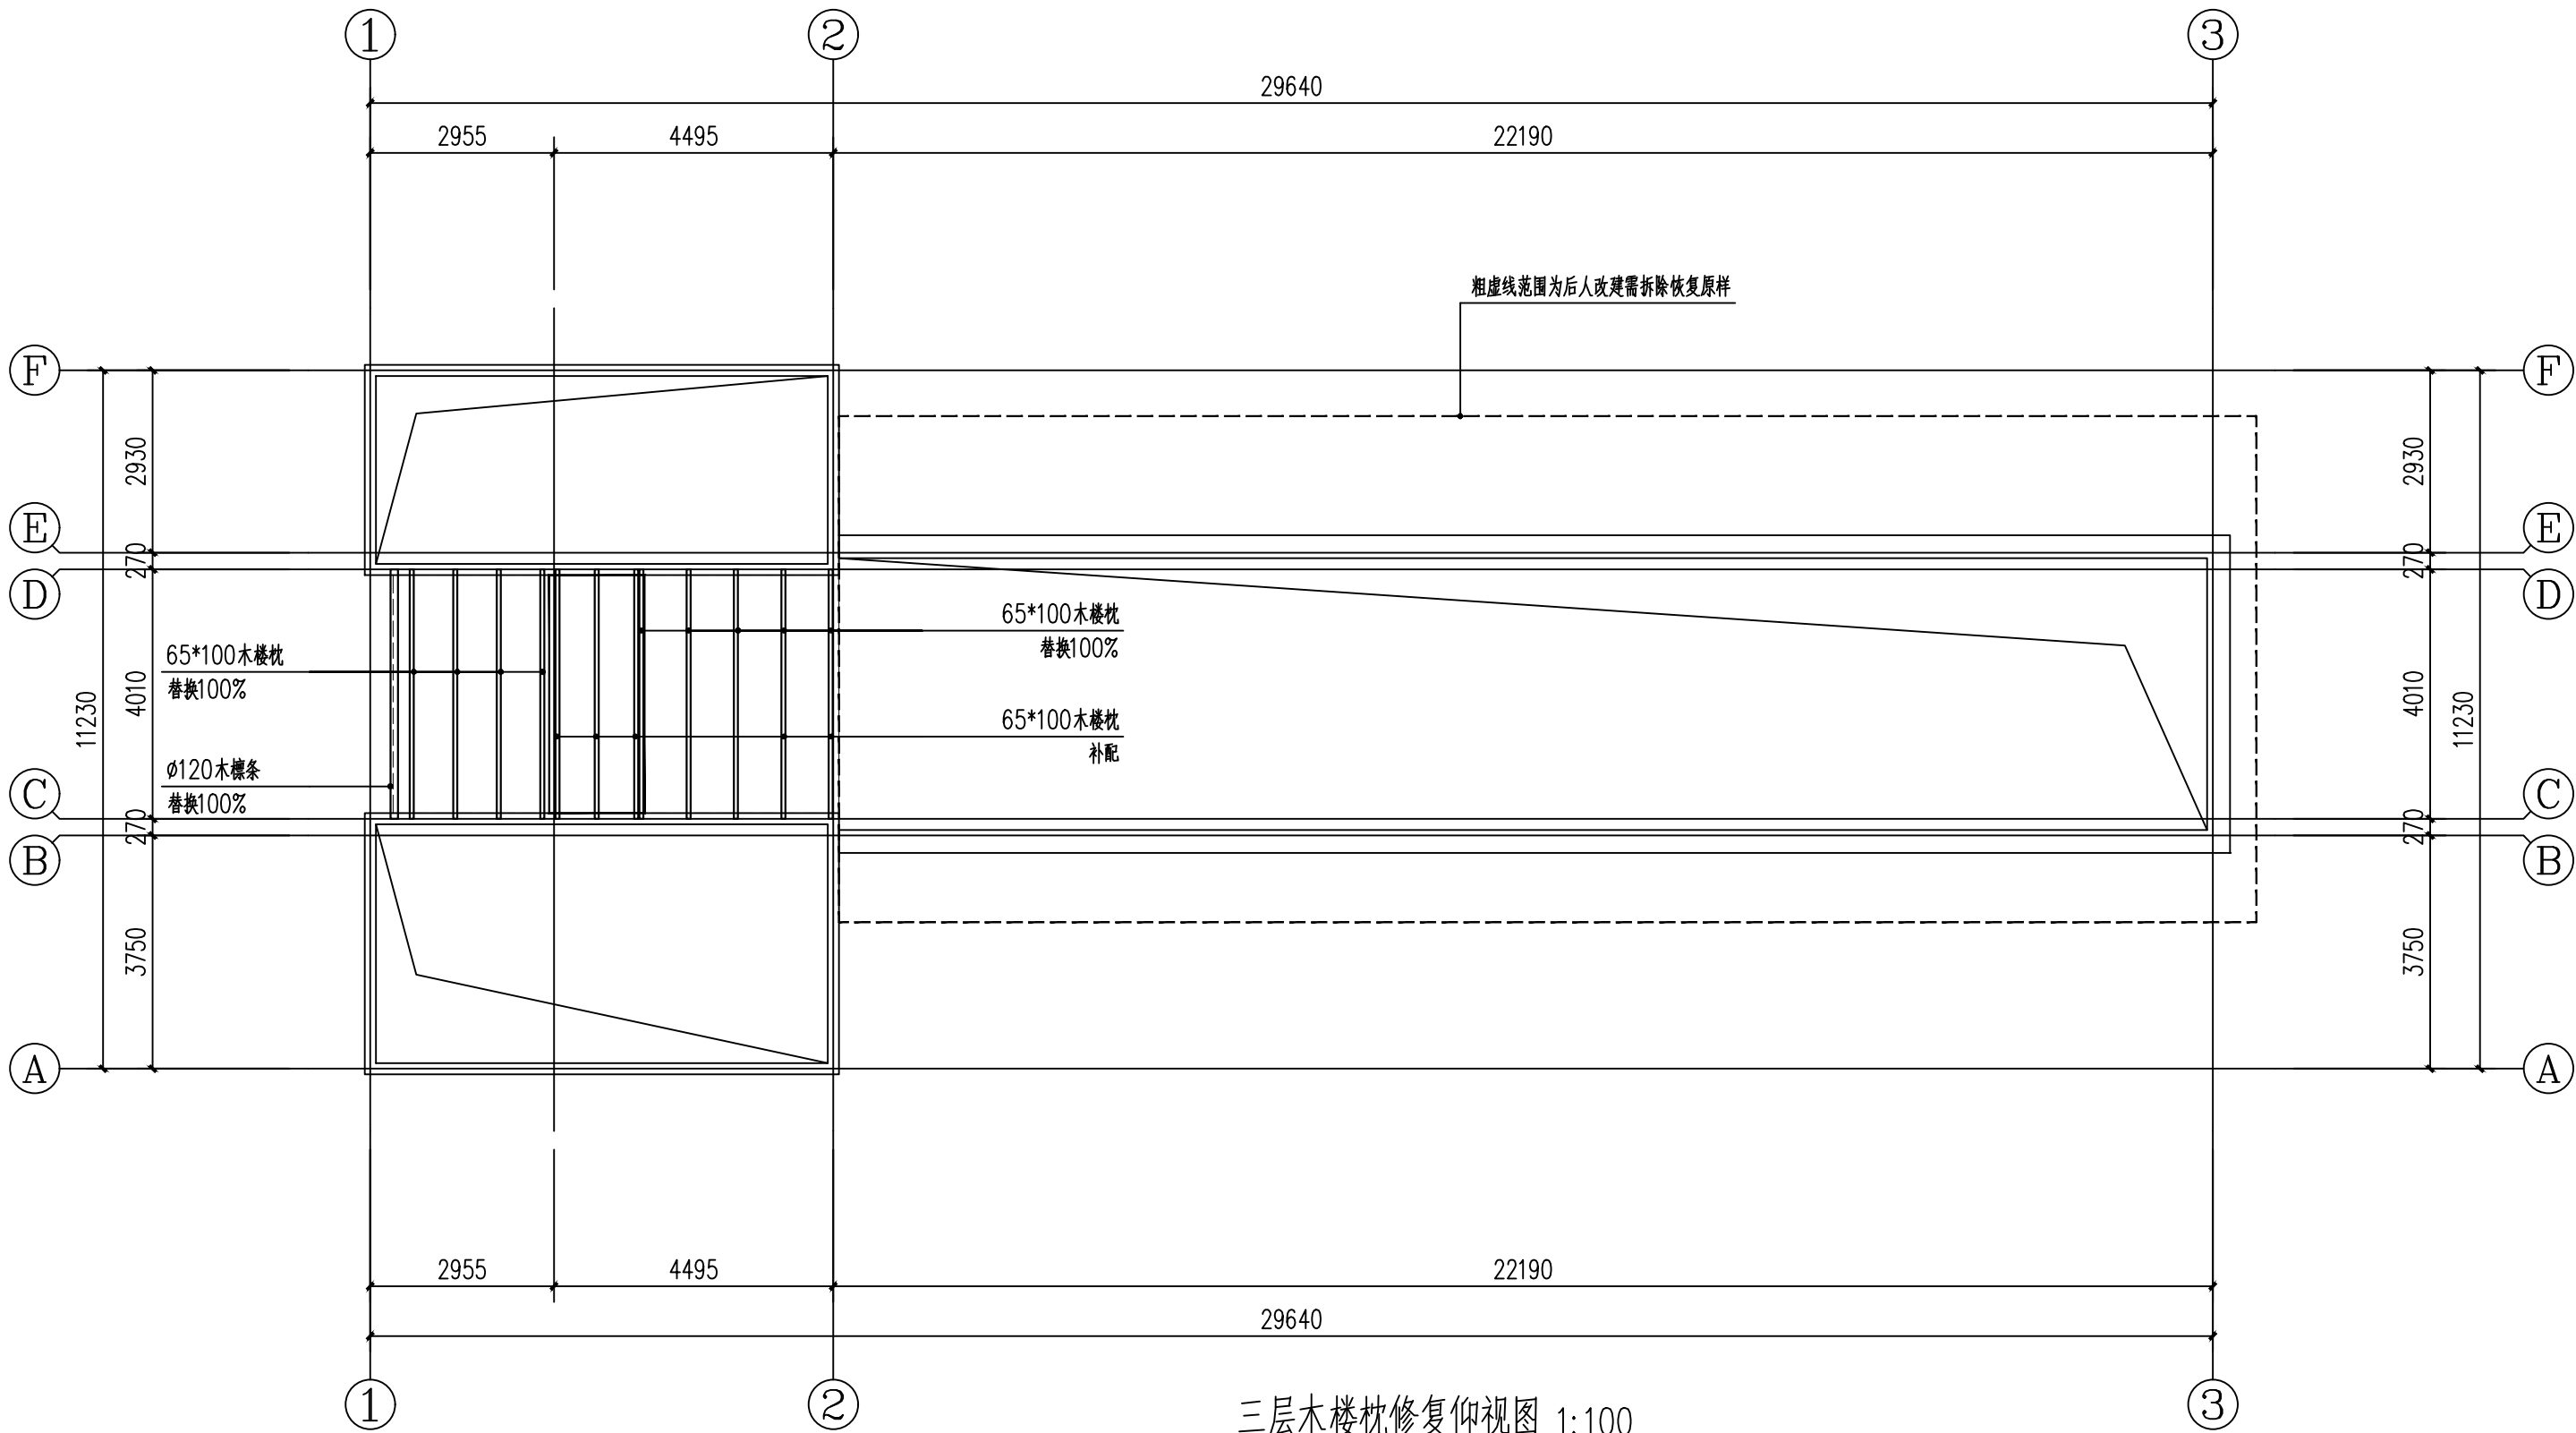 1 2 3
29640
2955 4495 22190
粗虚线范围为后人改建需拆除恢复原样
F F
2930 2930
E E
270 270
D D
65*100木楼枕
替换100%
65*100木楼枕
替换100%
11230 4010 4010 11230
65*100木楼枕
补配
ø120木檩条
替换100%
C C
270 270
B B
3750 3750
A A
2955 4495 22190
29640
1 2 3
三层木楼枕修复仰视图 1:100